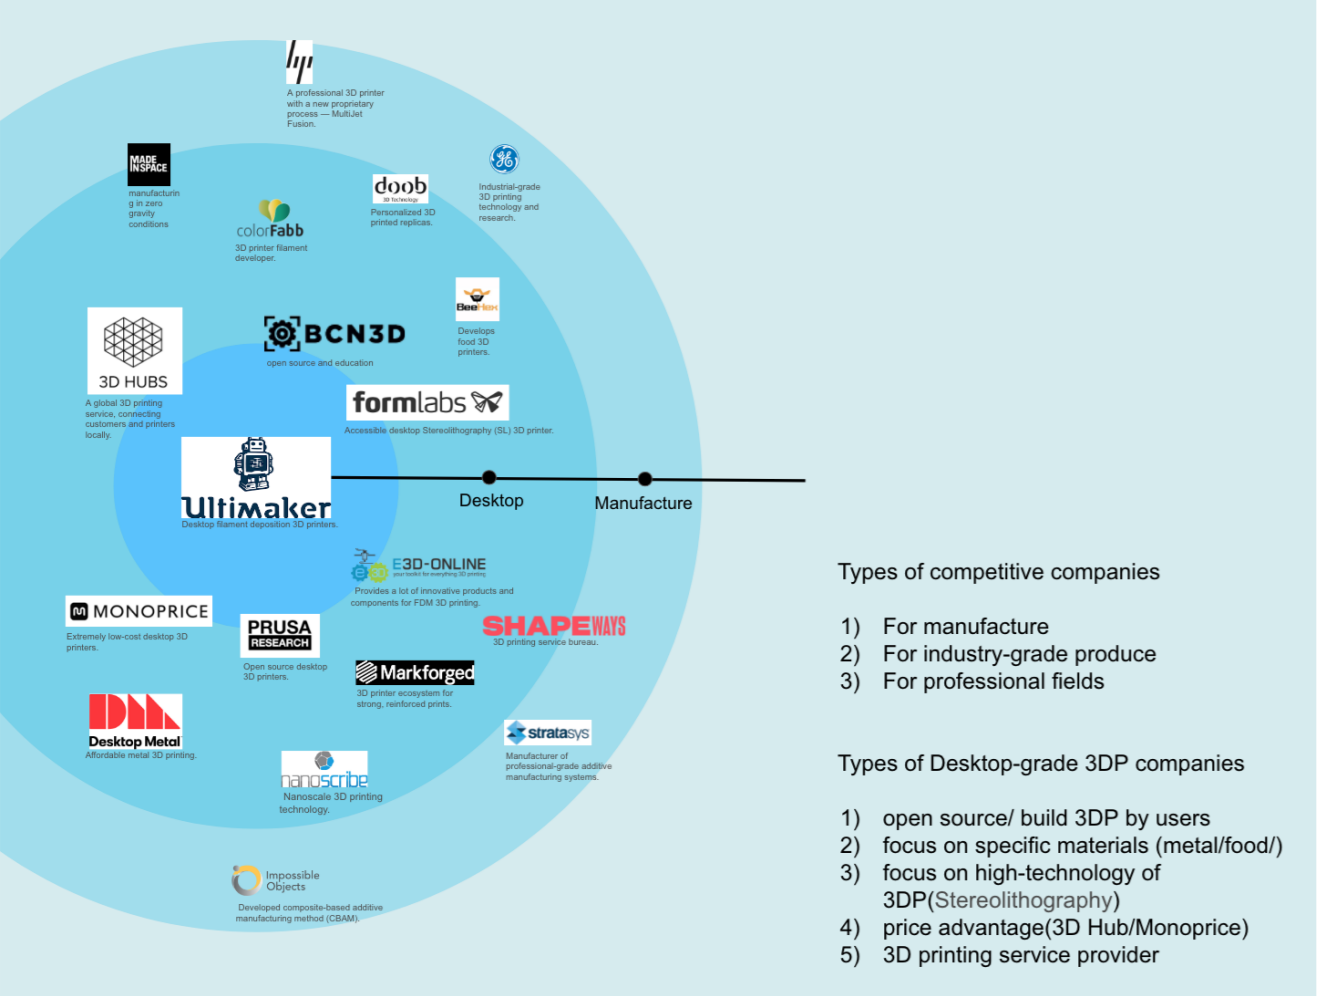 hp
A professional 3D printer
with a new proprietary
process — MultiJet
Fusion.
MADE
INSPACE
manufacturin
g in zero
gravity
conditions
doob
3D Technology
Personalized 3D
printed replicas.
GE
Industrial-grade
3D printing
technology and
research.
colorFabb
3D printer filament
developer.
BeeHex
Develops
food 3D
printers.
3D HUBS
A global 3D printing
service, connecting
customers and printers
locally.
BCN3D
open source and education
formlabs
Accessible desktop Stereolithography (SL) 3D printer.
Ultimaker
Desktop filament deposition 3D printers.
Desktop
Manufacture
e3D
E3D-ONLINE
your toolkit for everything 3D printing
Provides a lot of innovative products and
components for FDM 3D printing.
MONOPRICE
Extremely low-cost desktop 3D
printers.
PRUSA
RESEARCH
Open source desktop
3D printers.
SHAPEWAYS
3D printing service bureau.
Markforged
3D printer ecosystem for
strong, reinforced prints.
Desktop Metal
Affordable metal 3D printing.
stratasys
Manufacturer of
professional-grade additive
manufacturing systems.
nanoscribe
Nanoscale 3D printing
technology.
Impossible
Objects
Developed composite-based additive
manufacturing method (CBAM).
Types of competitive companies
1) For manufacture
2) For industry-grade produce
3) For professional fields
Types of Desktop-grade 3DP companies
1) open source/ build 3DP by users
2) focus on specific materials (metal/food/)
3) focus on high-technology of
3DP(Stereolithography)
4) price advantage(3D Hub/Monoprice)
5) 3D printing service provider